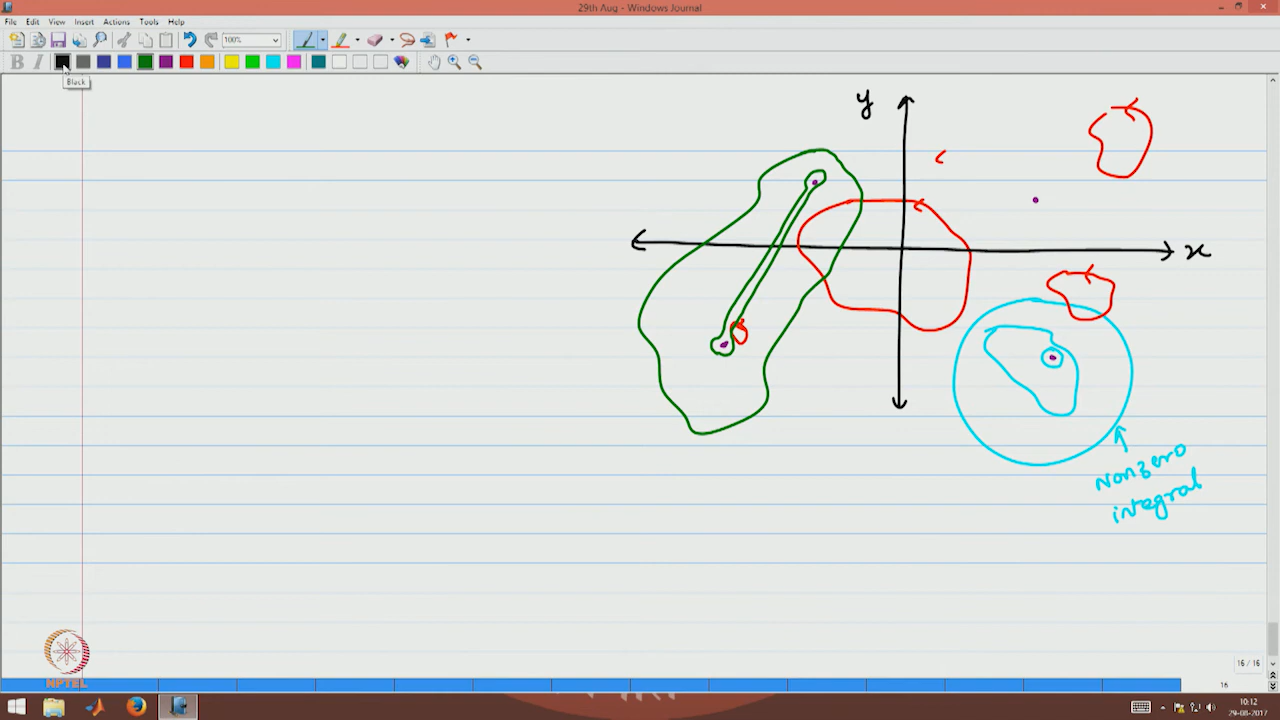 29th Aug - Windows Journal
File Edit View Insert Actions Tools Help
100%
B I
Black
y
x
Nonzero
integral
NPTEL
16 / 16
16
10:12
29-08-2017